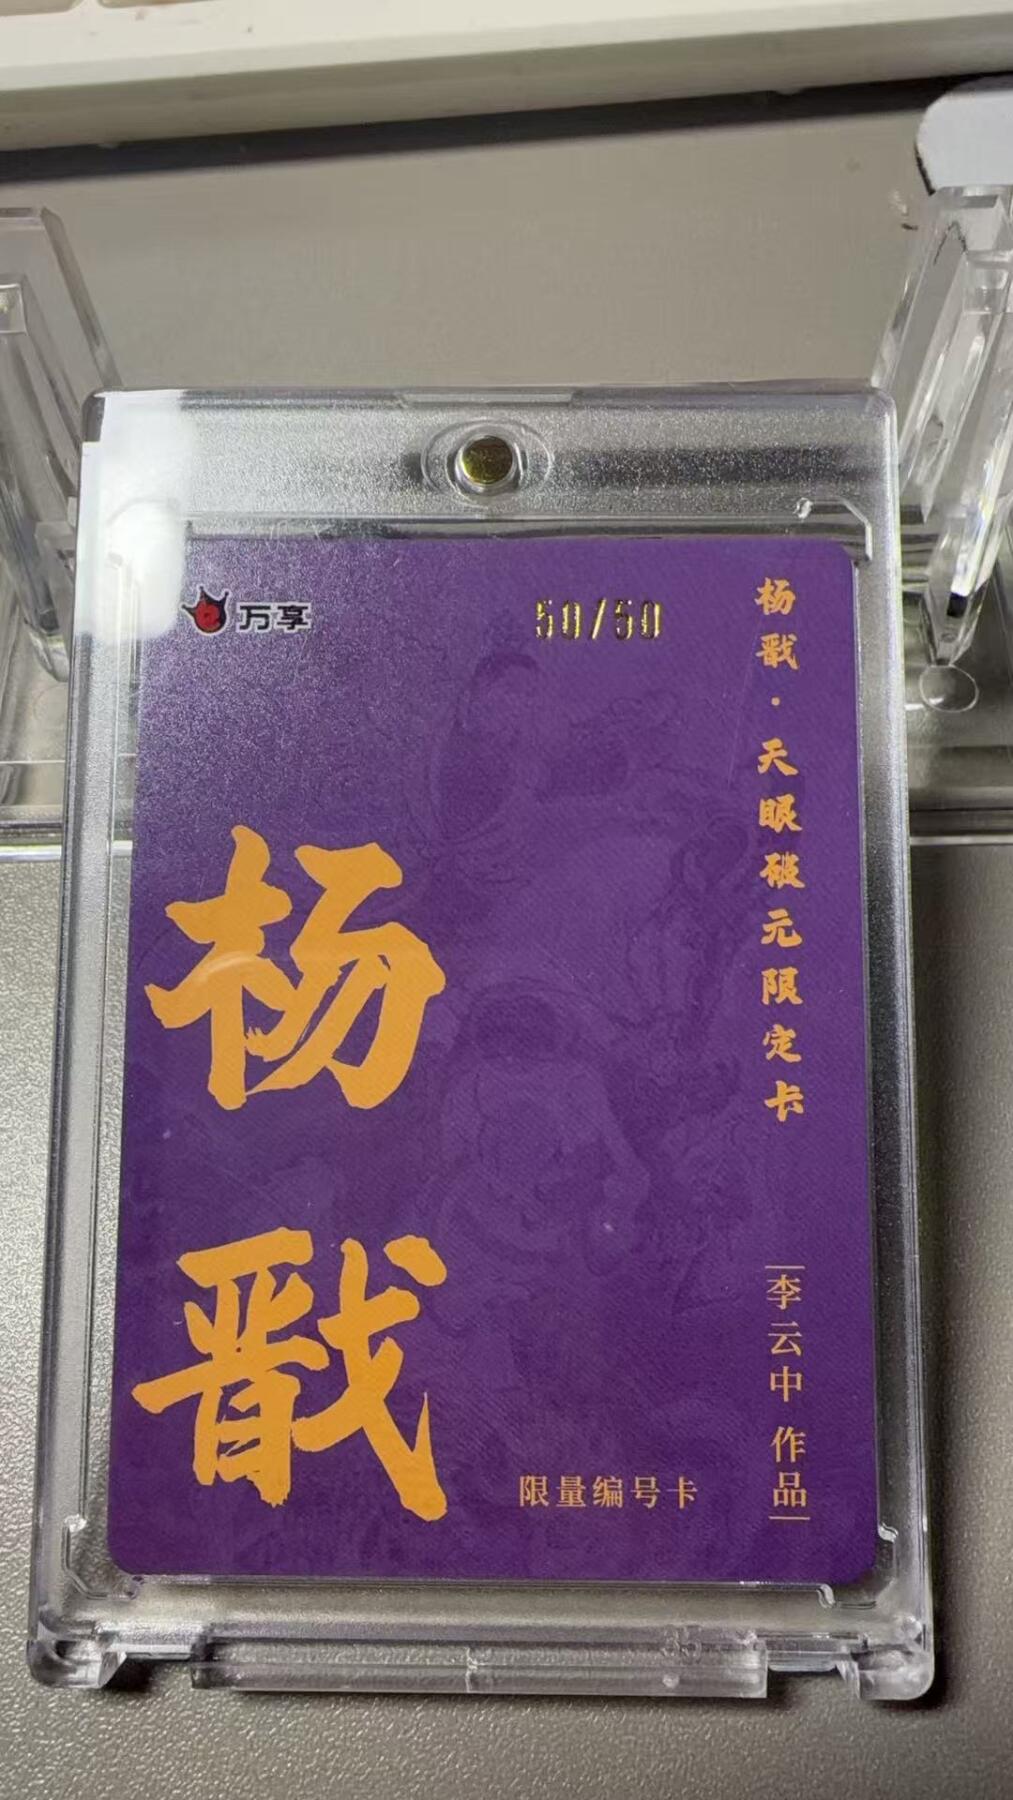 万享
50/50
杨戬·天眼破元限定卡
杨戬
李云中 作品
限量编号卡